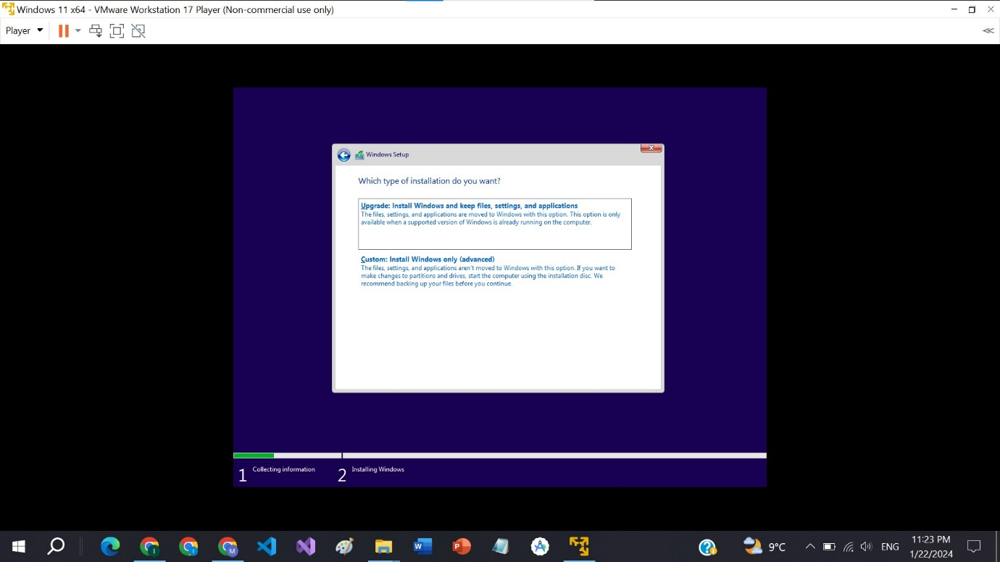 Windows 11 x64 - VMware Workstation 17 Player (Non-commercial use only)
Player
Windows Setup
Which type of installation do you want?
Upgrade: Install Windows and keep files, settings, and applications
The files, settings, and applications are moved to Windows with this option. This option is only
available when a supported version of Windows is already running on the computer.
Custom: Install Windows only (advanced)
The files, settings, and applications aren't moved to Windows with this option. If you want to
make changes to partitions and drives, start the computer using the installation disc. We
recommend backing up your files before you continue.
1 Collecting information 2 Installing Windows
I I M W P ? 9°C ENG 11:23 PM
1/22/2024